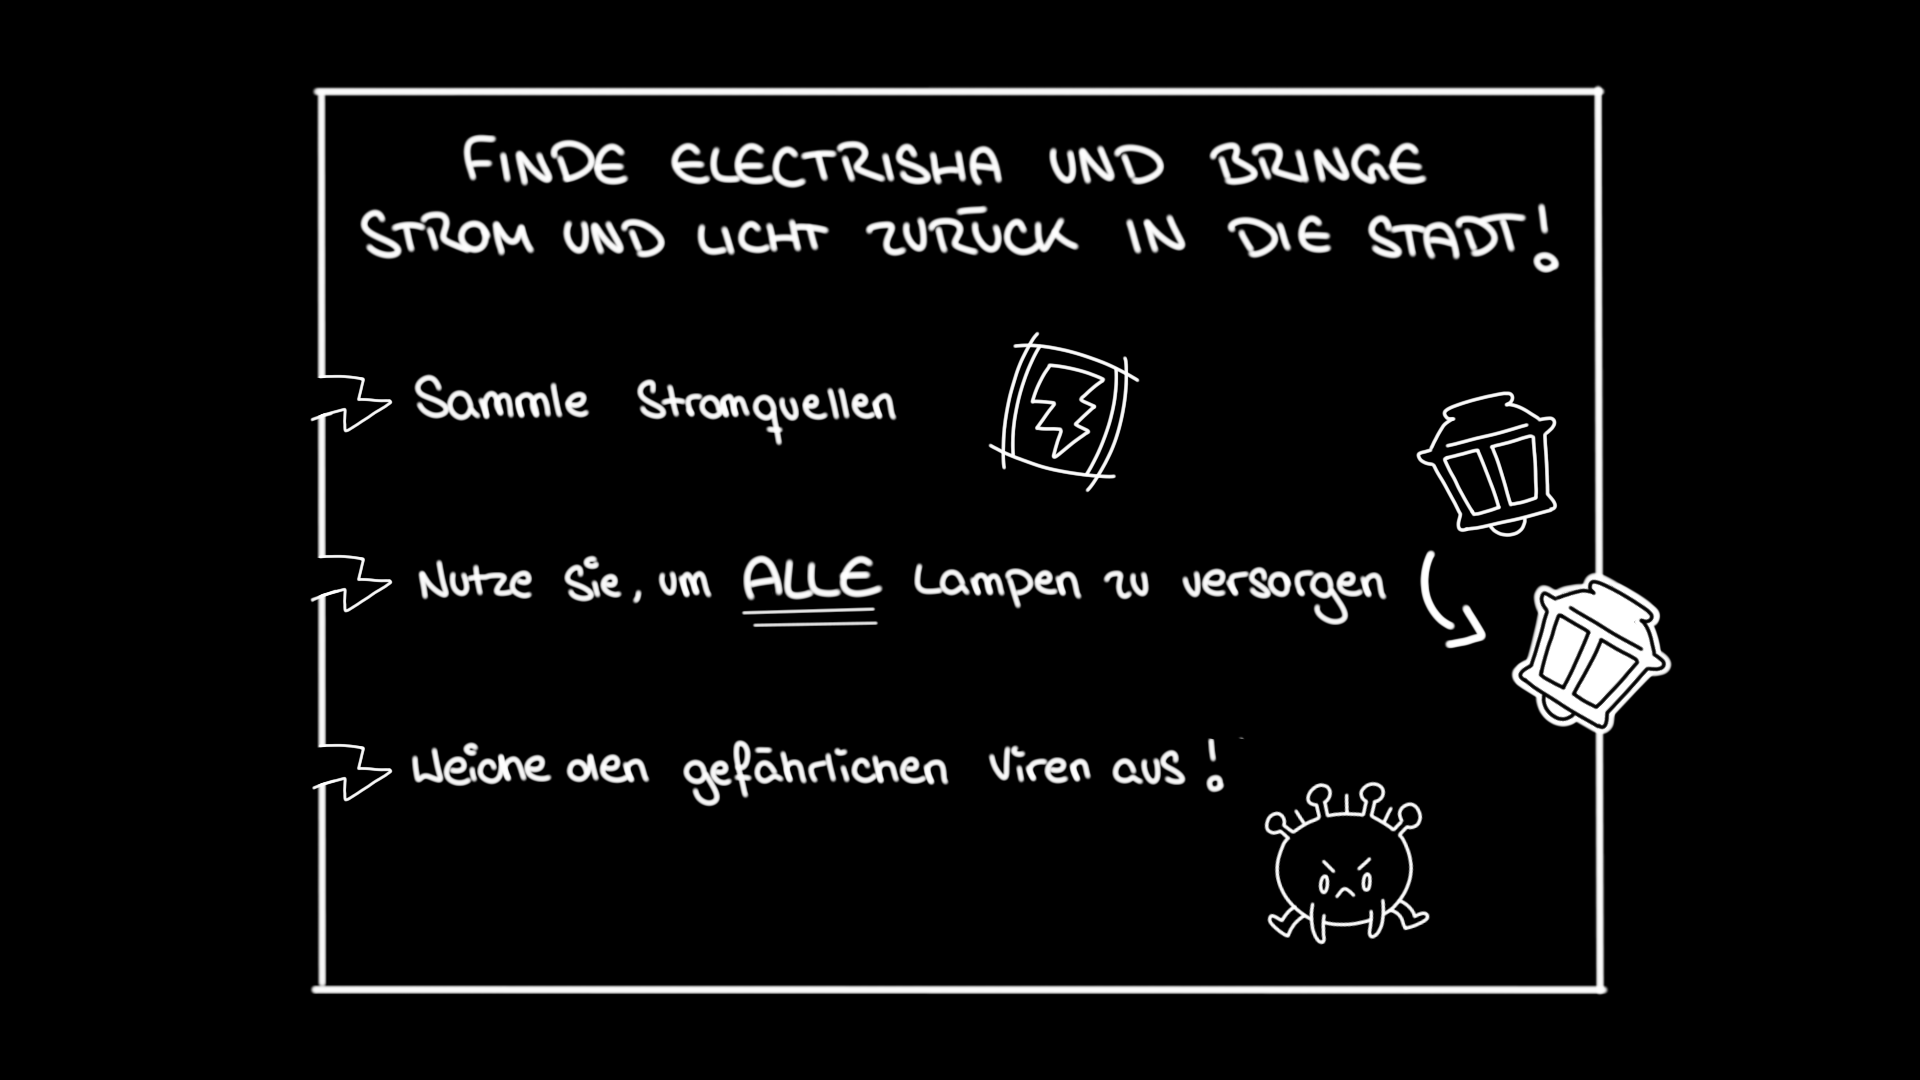 FINDE ELECTRISHA UND BRINGE
STROM UND LICHT ZURÜCK IN DIE STADT!
Sammle Stromquellen
Nutze Sie, um ALLE Lampen zu versorgen
Weiche den gefährlichen Viren aus!